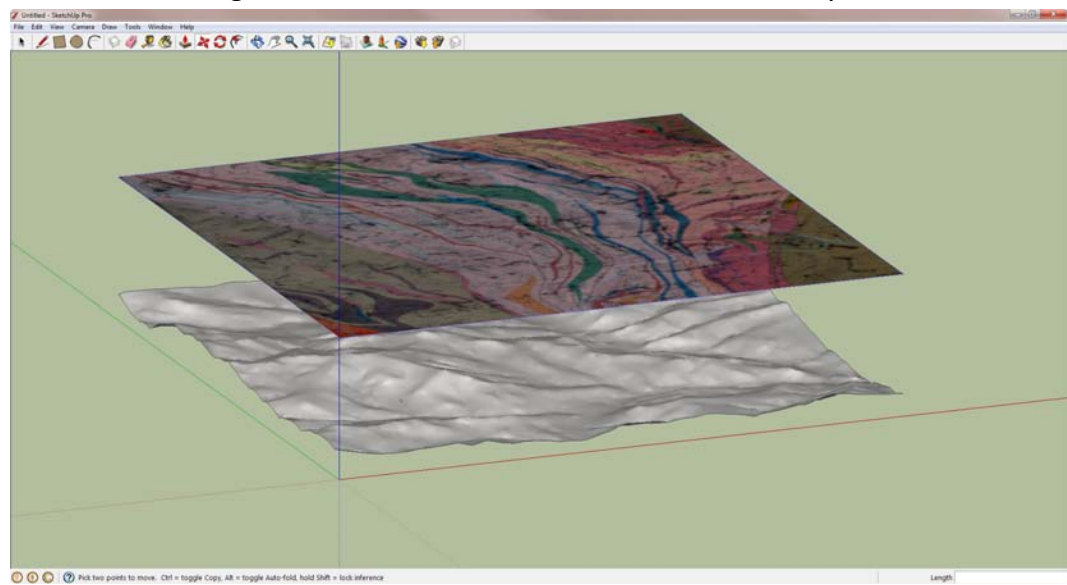 Untitled - SketchUp Pro
File Edit View Camera Draw Tools Window Help
Pick two points to move. Ctrl = toggle Copy, Alt = toggle Auto-fold, hold Shift = lock inference
Length